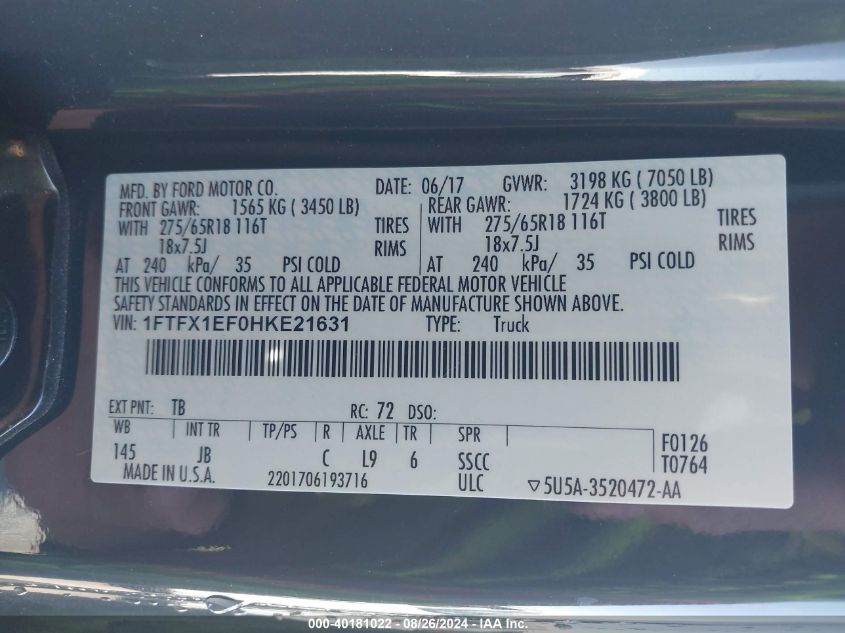 MFD. BY FORD MOTOR CO. DATE: 06/17 GVWR: 3198 KG ( 7050 LB)
FRONT GAWR: 1565 KG ( 3450 LB) REAR GAWR: 1724 KG ( 3800 LB)
WITH 275/65R18 116T TIRES WITH 275/65R18 116T TIRES
18x7.5J RIMS 18x7.5J RIMS
AT 240 kPa/ 35 PSI COLD AT 240 kPa/ 35 PSI COLD
THIS VEHICLE CONFORMS TO ALL APPLICABLE FEDERAL MOTOR VEHICLE
SAFETY STANDARDS IN EFFECT ON THE DATE OF MANUFACTURE SHOWN ABOVE.
VIN: 1FTFX1EF0HKE21631 TYPE: Truck
EXT PNT: TB RC: 72 DSO:
WB INT TR TP/PS R AXLE TR SPR F0126
145 JB C L9 6 SSCC T0764
MADE IN U.S.A. 2201706193716 ULC ▽5U5A-3520472-AA
000-40181022 - 08/26/2024 - IAA Inc.